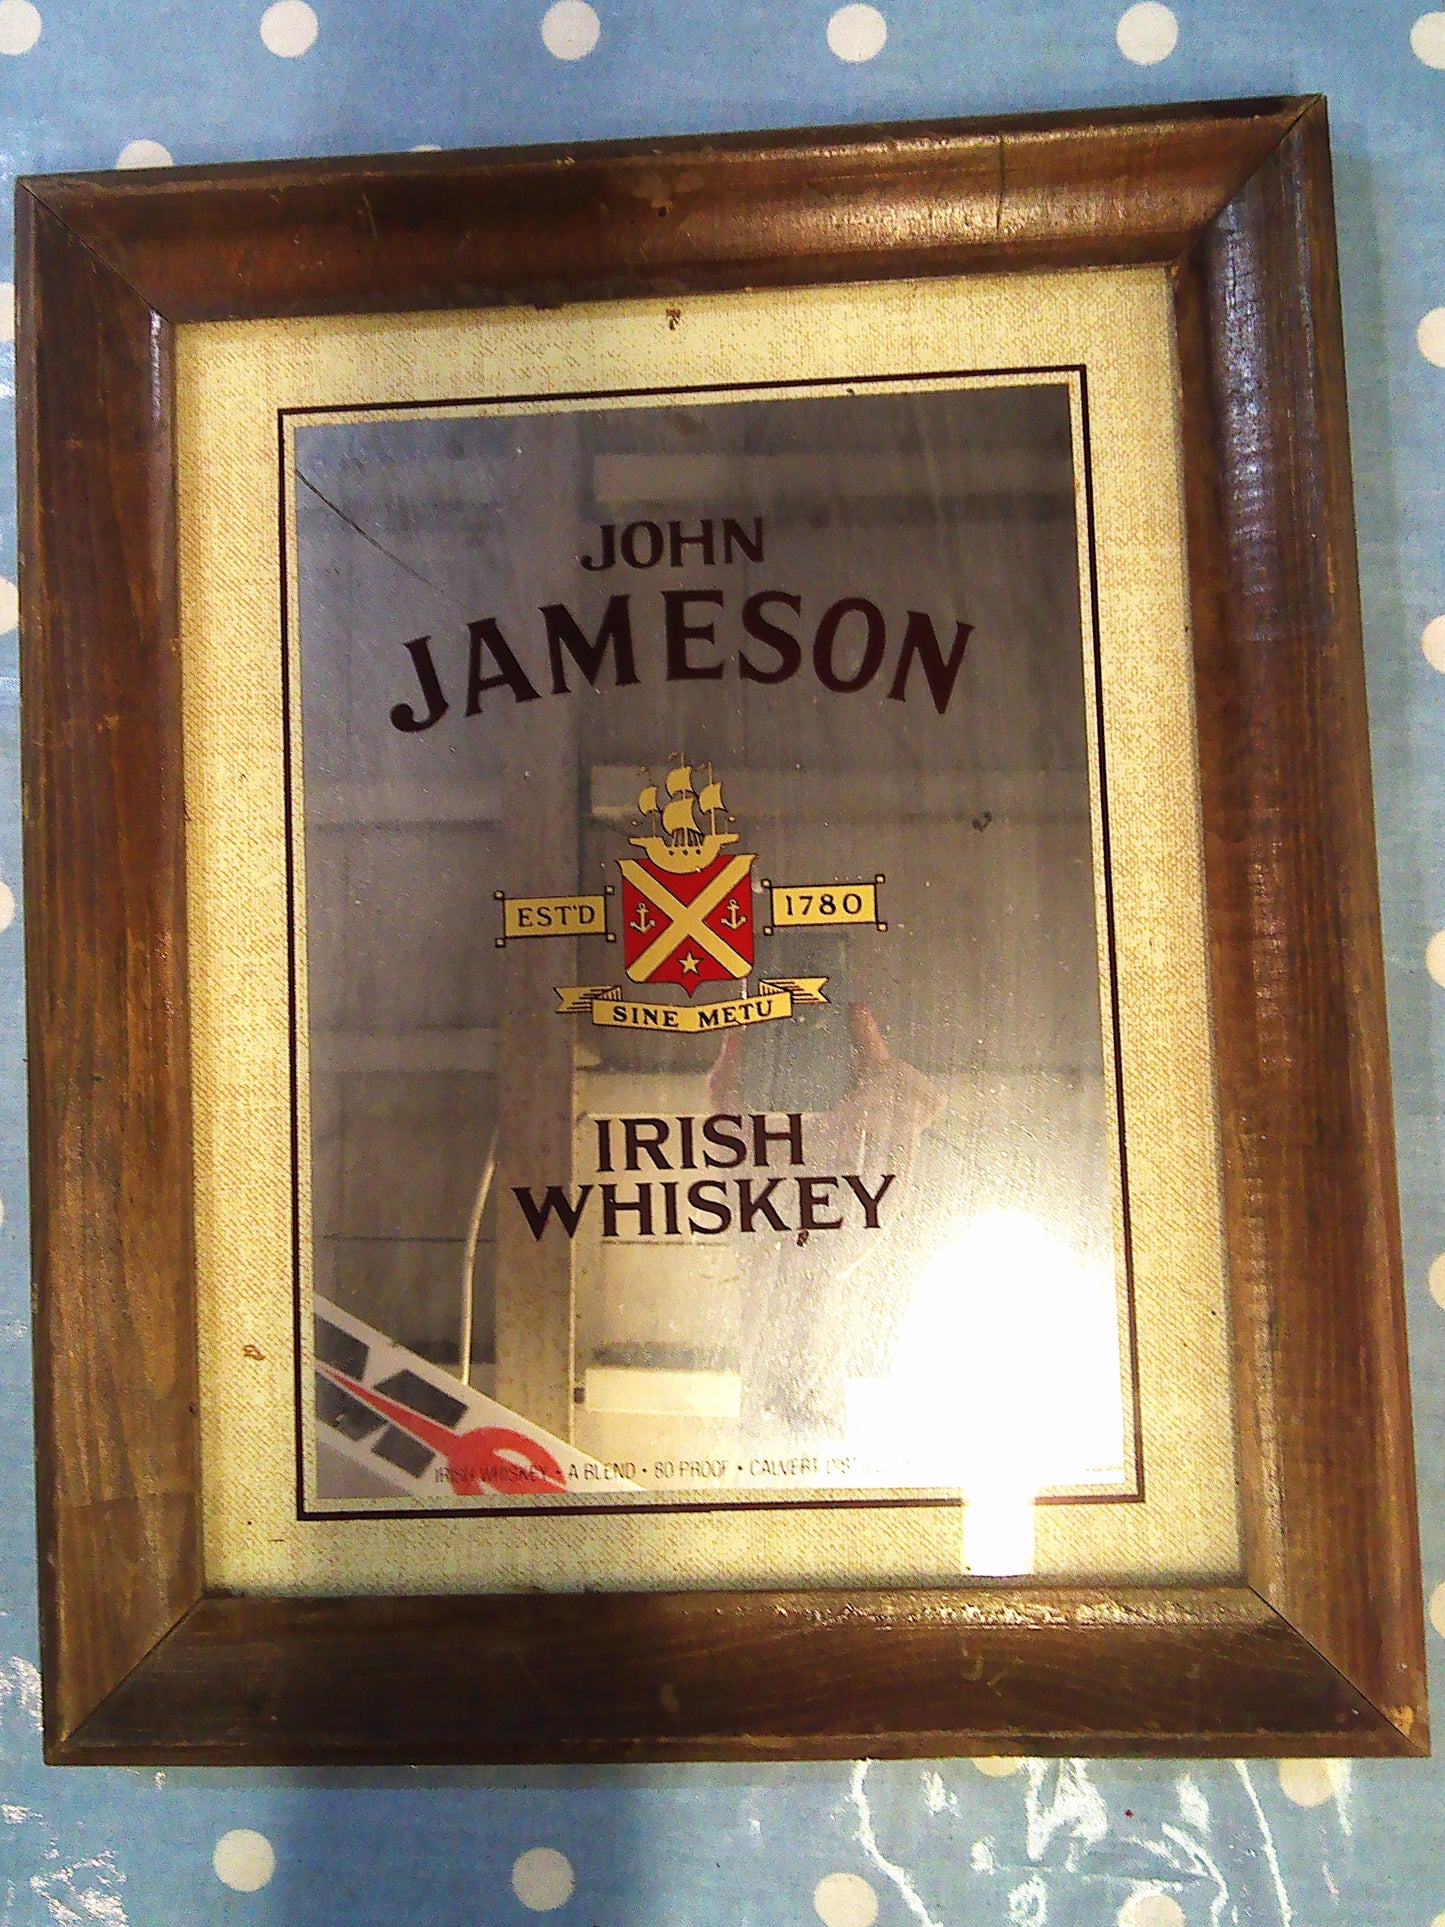 JOHN
JAMESON
EST'D 1780
SINE METU
IRISH
WHISKEY
IRISH WHISKEY • A BLEND • 80 PROOF • CALVERT